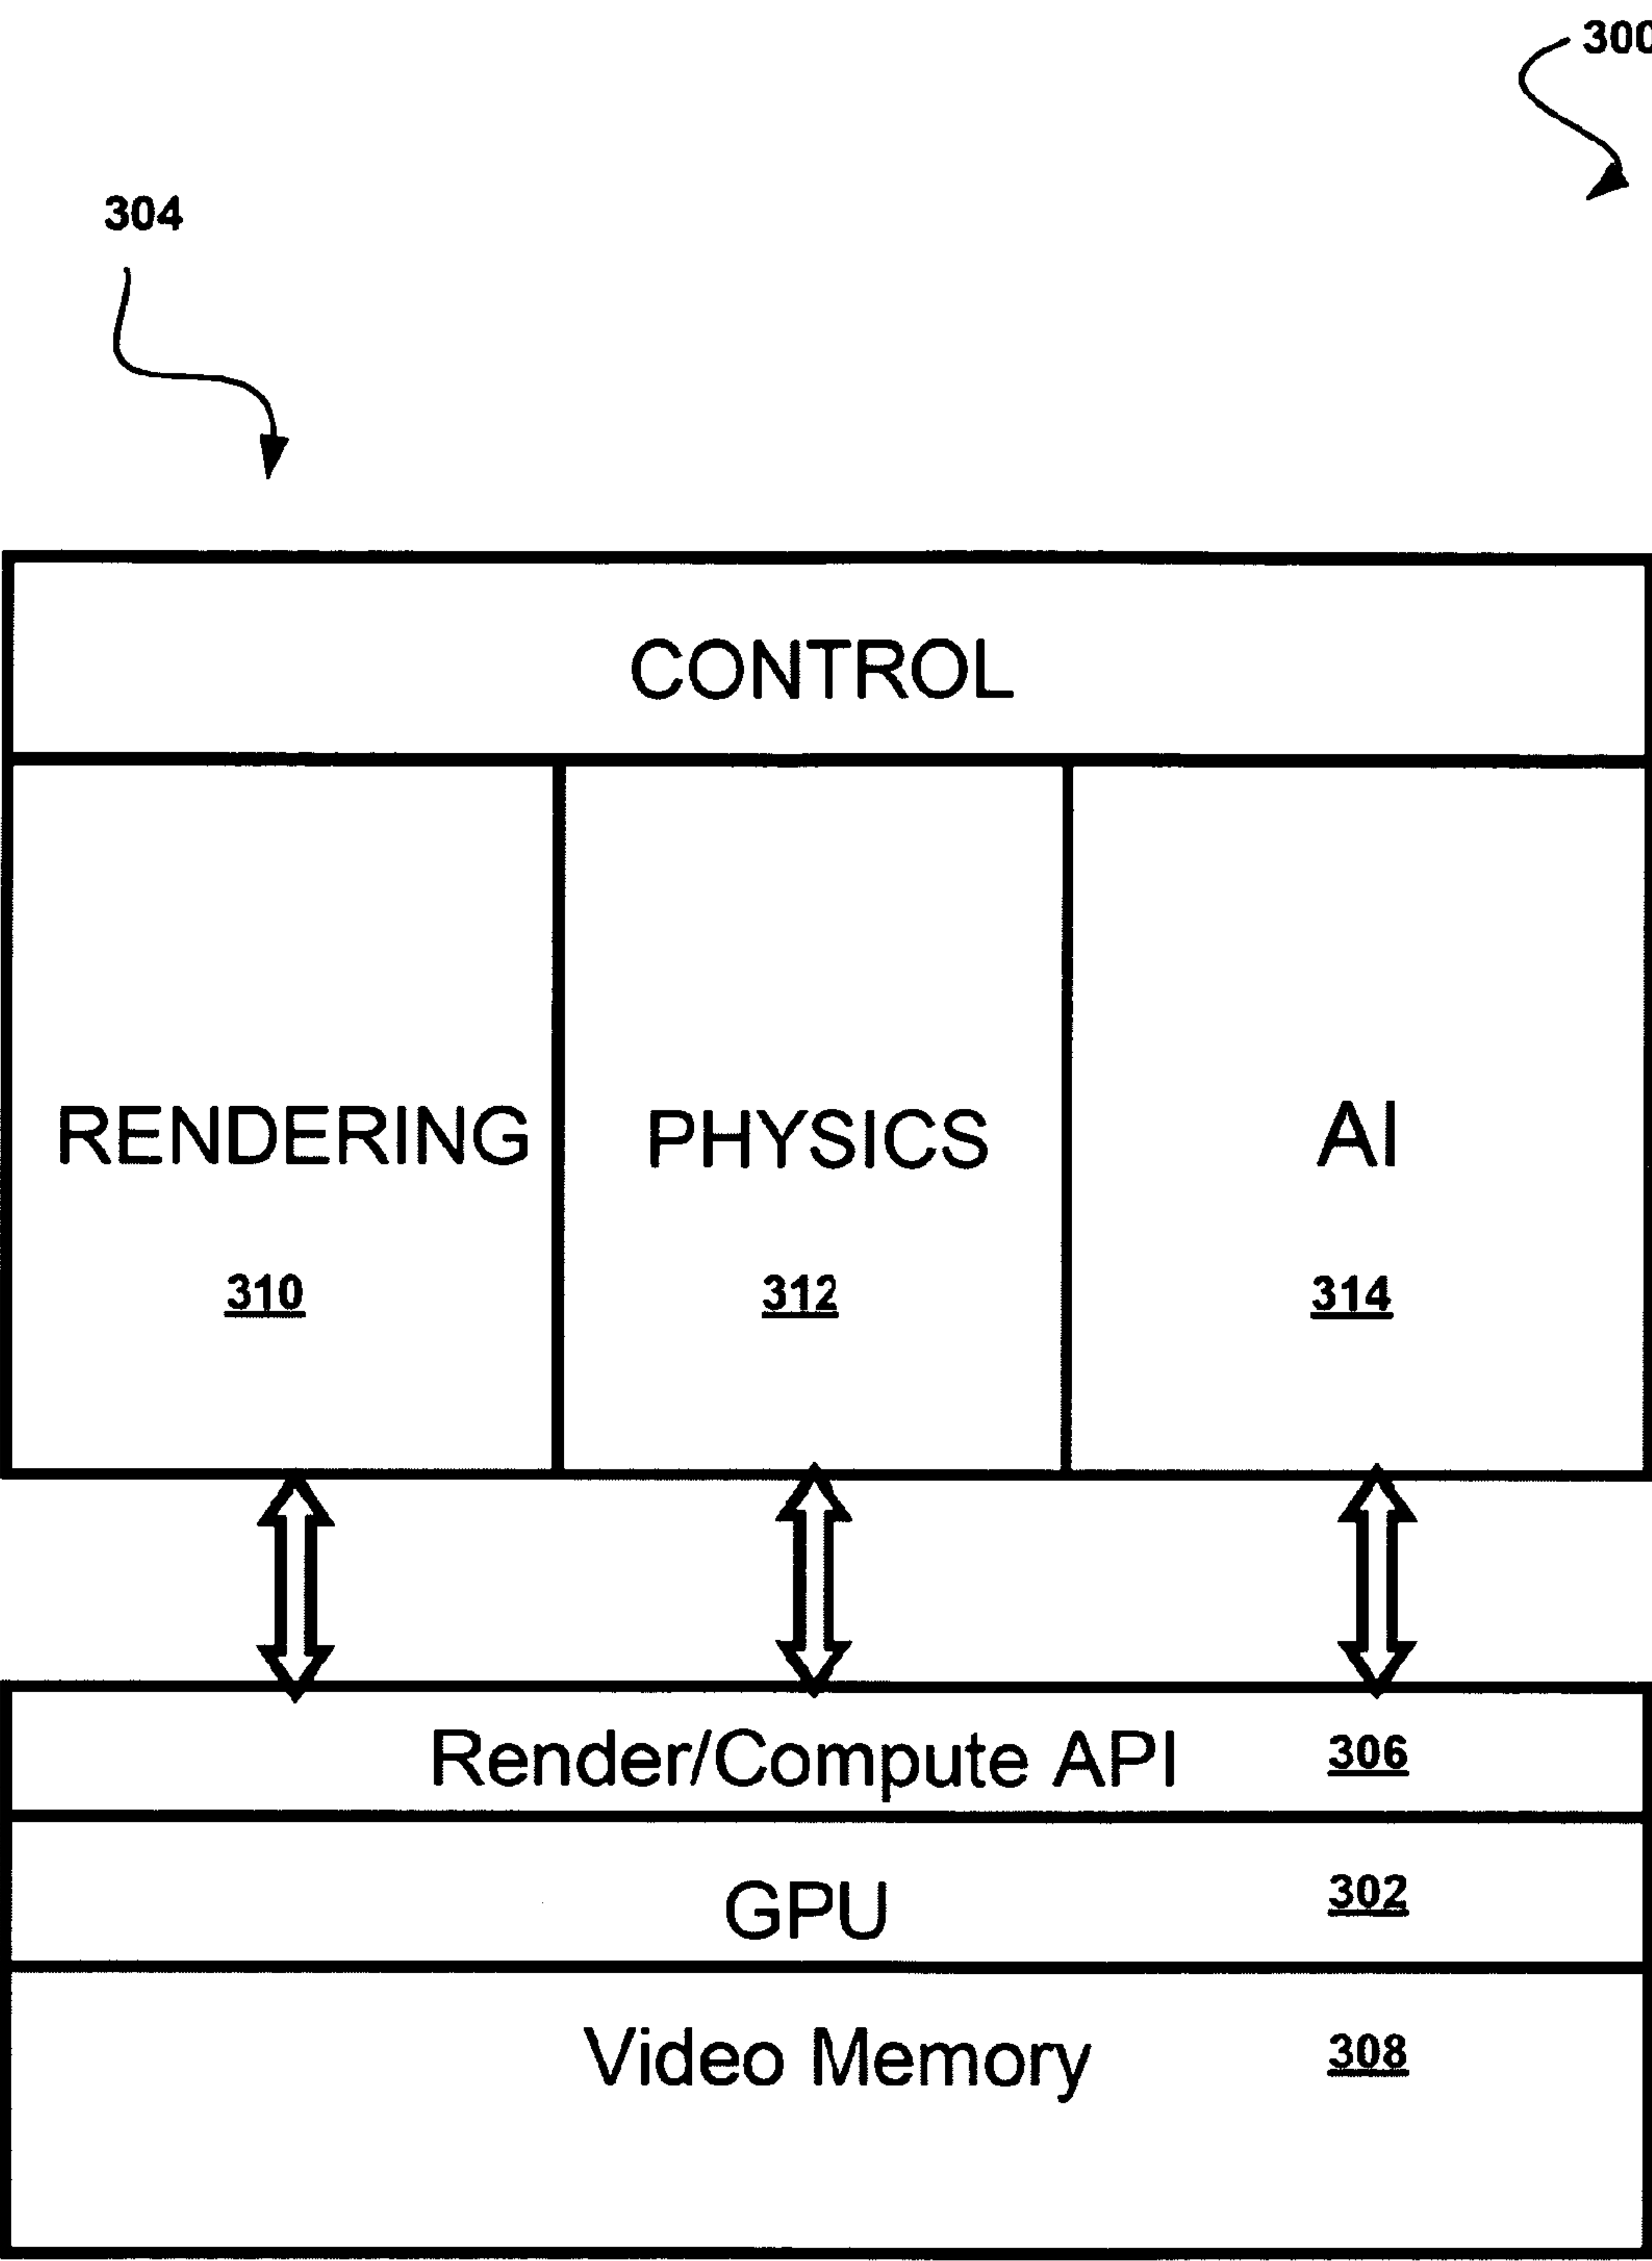 300
304
CONTROL
RENDERING
PHYSICS
AI
310
312
314
Render/Compute API
306
GPU
302
Video Memory
308